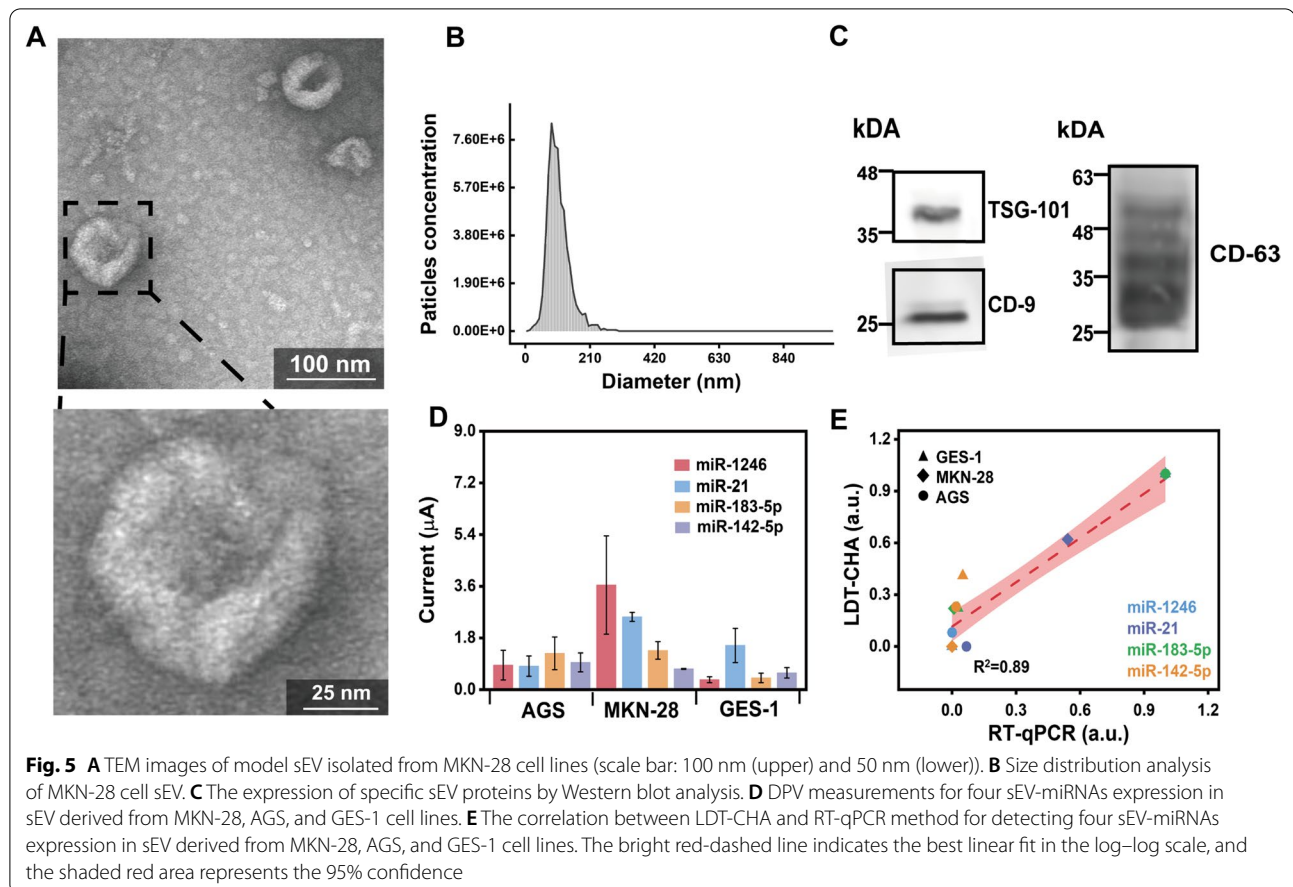 A
100 nm
25 nm
B
Paticles concentration
7.60E+6
5.70E+6
3.80E+6
1.90E+6
0.00E+0
0 210 420 630 840
Diameter (nm)
C
kDA
48
35
TSG-101
25
CD-9
kDA
63
48
35
25
CD-63
D
Current (μA)
9.0
7.2
5.4
3.6
1.8
0.0
miR-1246
miR-21
miR-183-5p
miR-142-5p
AGS MKN-28 GES-1
E
LDT-CHA (a.u.)
1.2
0.9
0.6
0.3
0.0
GES-1
MKN-28
AGS
miR-1246
miR-21
miR-183-5p
miR-142-5p
R²=0.89
0.0 0.3 0.6 0.9 1.2
RT-qPCR (a.u.)
Fig. 5 A TEM images of model sEV isolated from MKN-28 cell lines (scale bar: 100 nm (upper) and 50 nm (lower)). B Size distribution analysis
of MKN-28 cell sEV. C The expression of specific sEV proteins by Western blot analysis. D DPV measurements for four sEV-miRNAs expression in
sEV derived from MKN-28, AGS, and GES-1 cell lines. E The correlation between LDT-CHA and RT-qPCR method for detecting four sEV-miRNAs
expression in sEV derived from MKN-28, AGS, and GES-1 cell lines. The bright red-dashed line indicates the best linear fit in the log–log scale, and
the shaded red area represents the 95% confidence